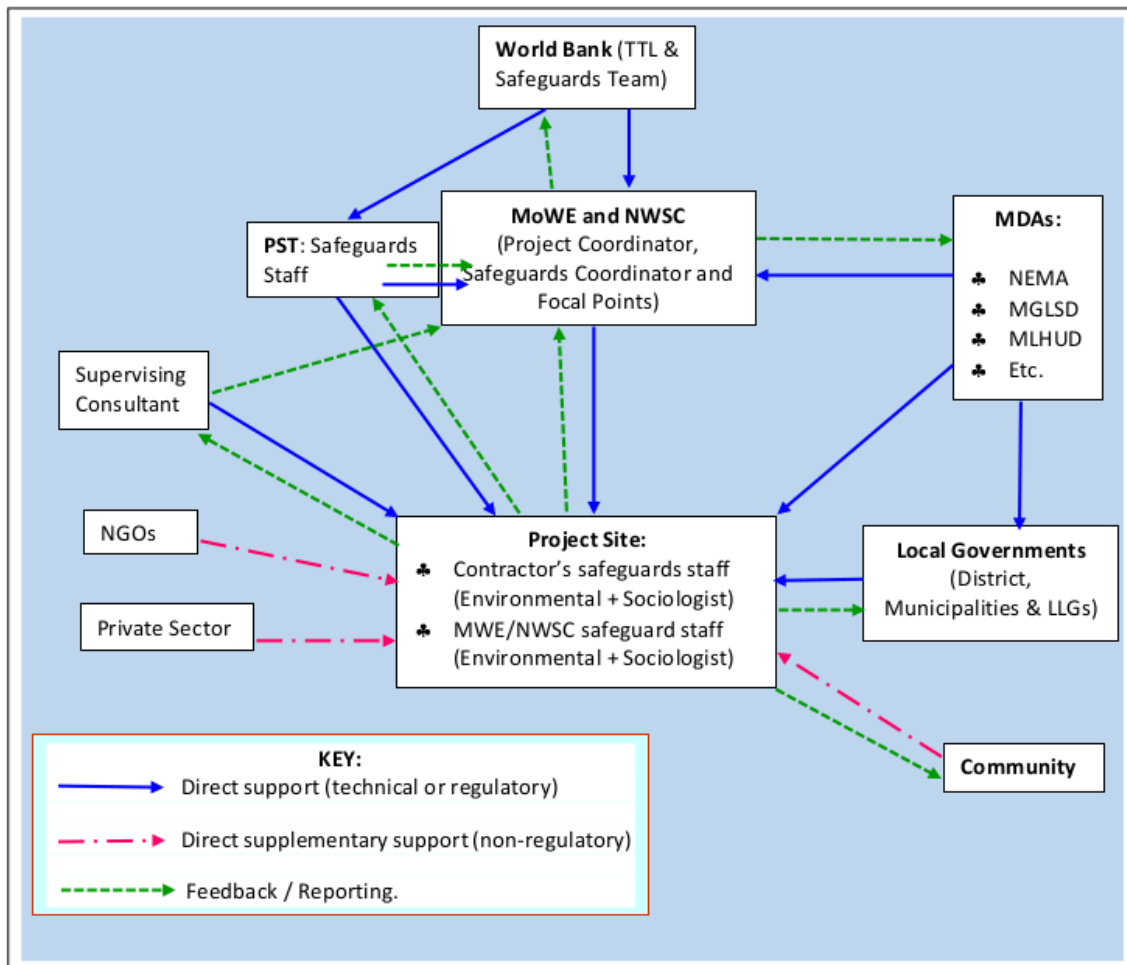 World Bank (TTL &
Safeguards Team)
MoWE and NWSC
(Project Coordinator,
Safeguards Coordinator and
Focal Points)
PST: Safeguards
Staff
MDAs:
♣ NEMA
♣ MGLSD
♣ MLHUD
♣ Etc.
Supervising
Consultant
NGOs
Private Sector
Project Site:
♣ Contractor’s safeguards staff
(Environmental + Sociologist)
♣ MWE/NWSC safeguard staff
(Environmental + Sociologist)
Local Governments
(District,
Municipalities & LLGs)
Community
KEY:
Direct support (technical or regulatory)
Direct supplementary support (non-regulatory)
Feedback / Reporting.